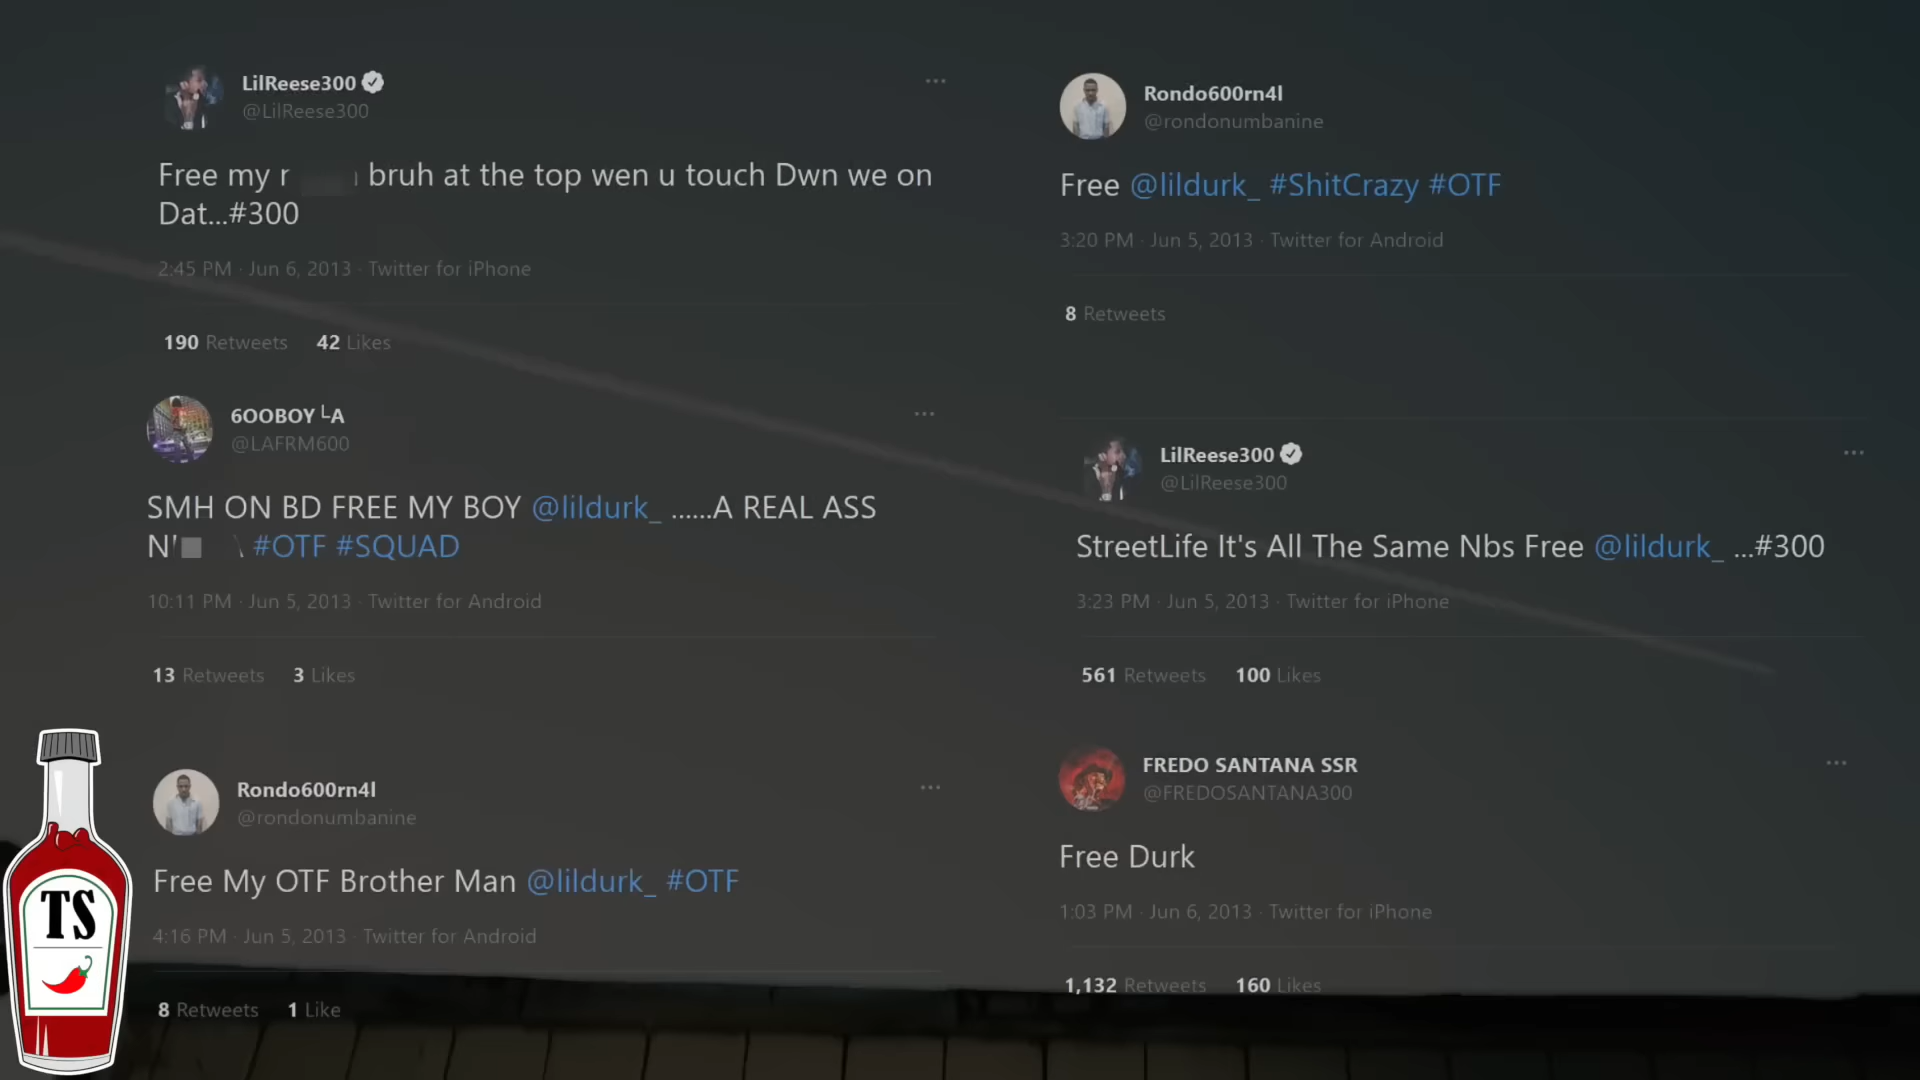 LilReese300
@LilReese300
Free my bruh at the top wen u touch Dwn we on
Dat...#300
2:45 PM · Jun 6, 2013 · Twitter for iPhone
190 Retweets 42 Likes
6OOBOY └A
@LAFRM600
SMH ON BD FREE MY BOY @lildurk_ ......A REAL ASS
#OTF #SQUAD
10:11 PM · Jun 5, 2013 · Twitter for Android
13 Retweets 3 Likes
Rondo600rn4l
@rondonumbanine
Free My OTF Brother Man @lildurk_ #OTF
4:16 PM · Jun 5, 2013 · Twitter for Android
8 Retweets 1 Like
Rondo600rn4l
@rondonumbanine
Free @lildurk_ #ShitCrazy #OTF
3:20 PM · Jun 5, 2013 · Twitter for Android
8 Retweets
LilReese300
@LilReese300
StreetLife It's All The Same Nbs Free @lildurk_ ...#300
3:23 PM · Jun 5, 2013 · Twitter for iPhone
561 Retweets 100 Likes
FREDO SANTANA SSR
@FREDOSANTANA300
Free Durk
1:03 PM · Jun 6, 2013 · Twitter for iPhone
1,132 Retweets 160 Likes
TS